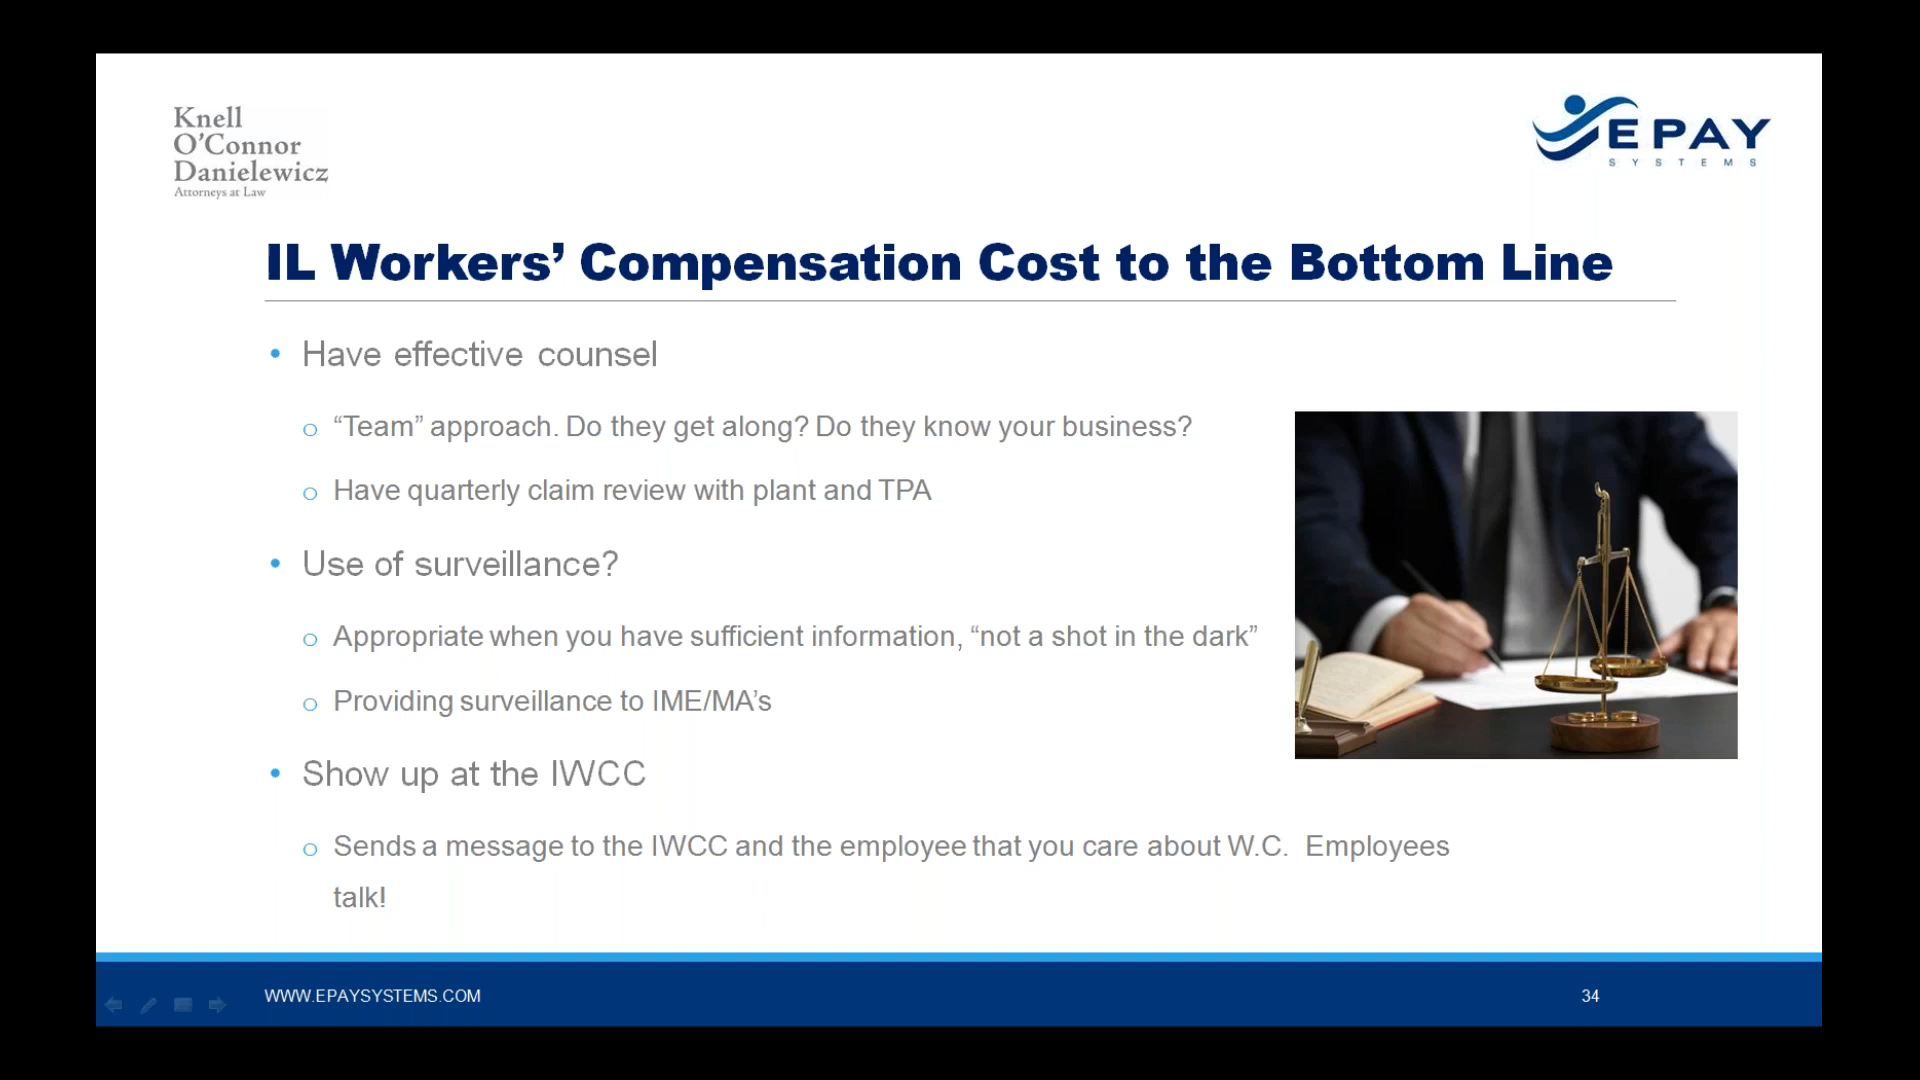 Knell
O’Connor
Danielewicz
Attorneys at Law
EPAY
SYSTEMS
IL Workers’ Compensation Cost to the Bottom Line
• Have effective counsel
o “Team” approach. Do they get along? Do they know your business?
o Have quarterly claim review with plant and TPA
• Use of surveillance?
o Appropriate when you have sufficient information, “not a shot in the dark”
o Providing surveillance to IME/MA’s
• Show up at the IWCC
o Sends a message to the IWCC and the employee that you care about W.C.  Employees
talk!
WWW.EPAYSYSTEMS.COM
34